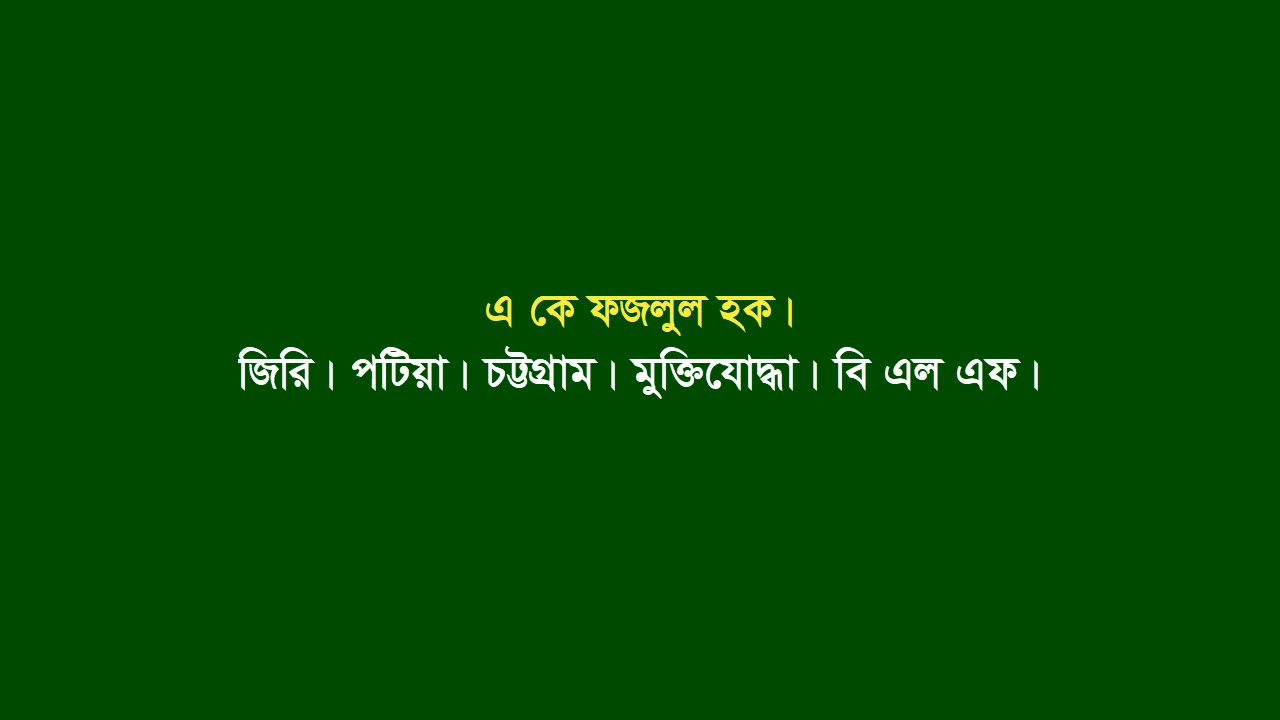 এ কে ফজলুল হক।
জিরি। পটিয়া। চট্টগ্রাম। মুক্তিযোদ্ধা। বি এল এফ।